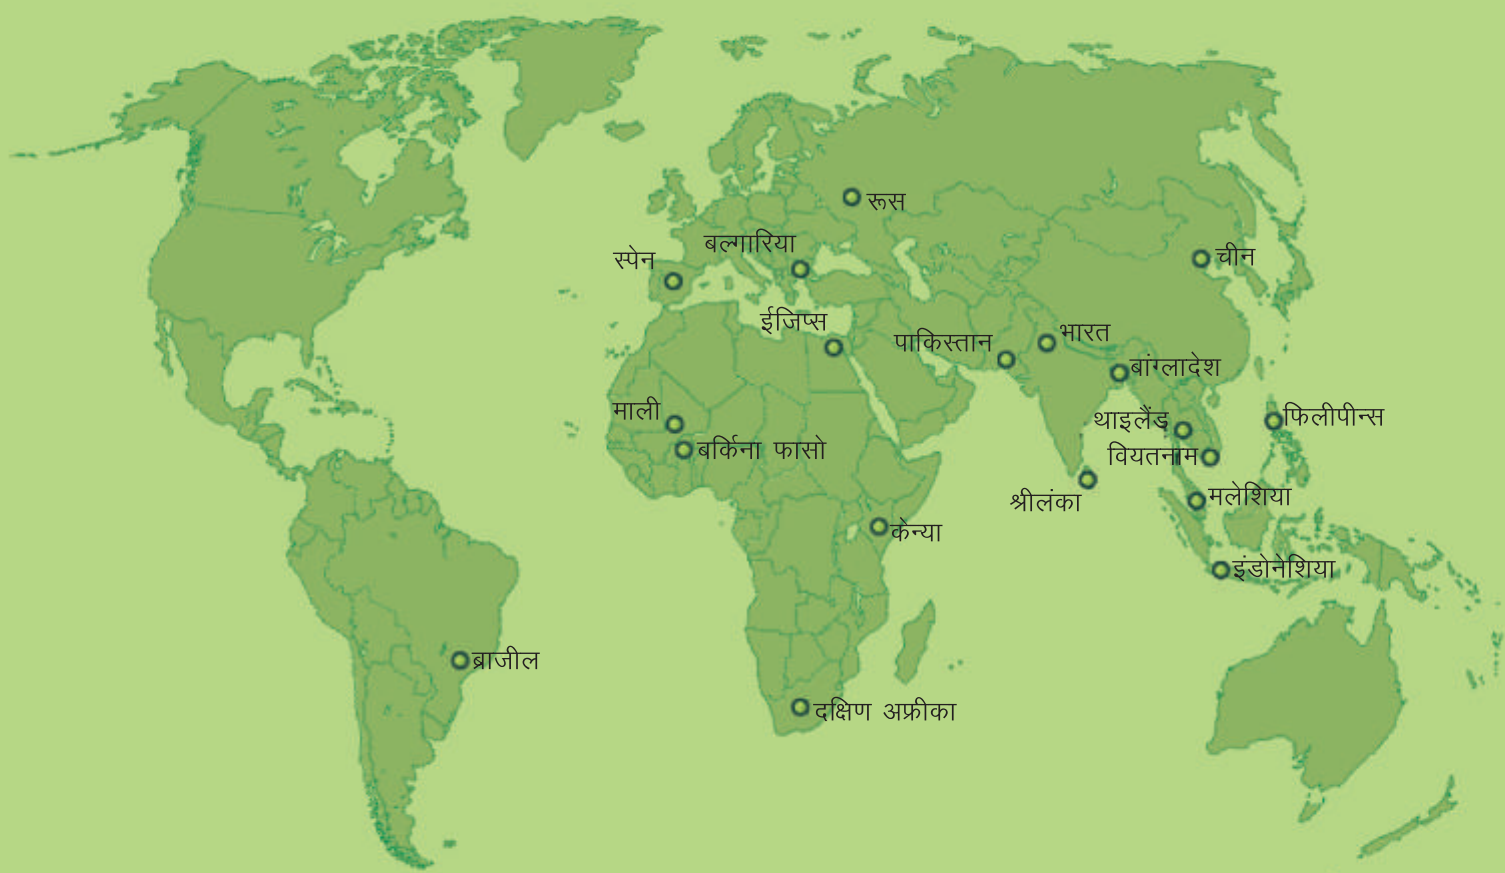 रूस
बल्गारिया
चीन
स्पेन
ईजिप्स
भारत
पाकिस्तान
बांग्लादेश
माली
थाइलैंड
फिलीपीन्स
बर्किना फासो
वियतनाम
मलेशिया
श्रीलंका
केन्या
इंडोनेशिया
ब्राजील
दक्षिण अफ्रीका